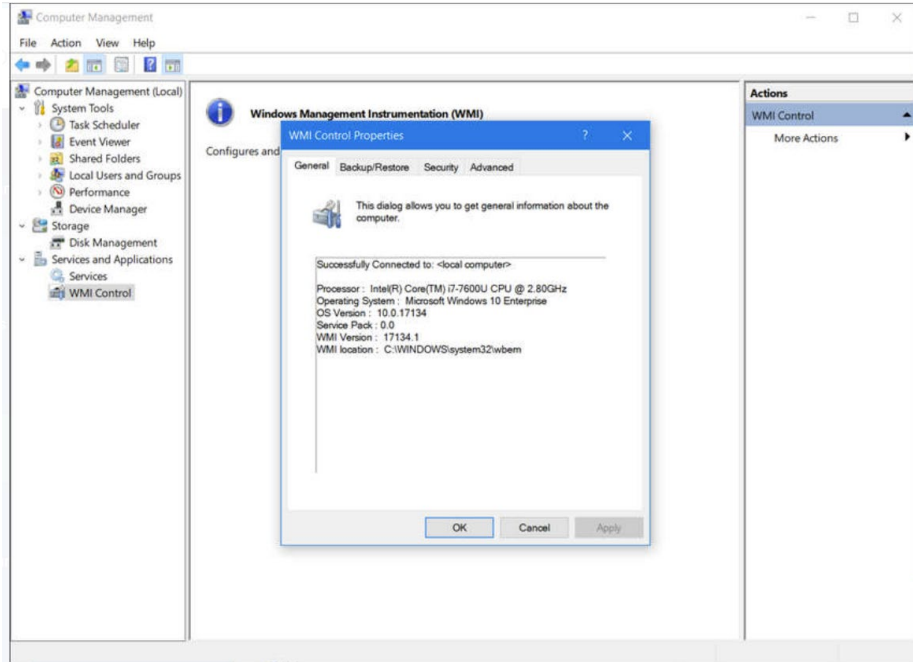 Computer Management
File Action View Help
Computer Management (Local)
System Tools
Task Scheduler
Event Viewer
Shared Folders
Local Users and Groups
Performance
Device Manager
Storage
Disk Management
Services and Applications
Services
WMI Control
Windows Management Instrumentation (WMI)
Configures and
WMI Control Properties
General Backup/Restore Security Advanced
This dialog allows you to get general information about the
computer.
Successfully Connected to: <local computer>
Processor : Intel(R) Core(TM) i7-7600U CPU @ 2.80GHz
Operating System : Microsoft Windows 10 Enterprise
OS Version : 10.0.17134
Service Pack : 0.0
WMI Version : 17134.1
WMI location : C:\WINDOWS\system32\wbem
OK Cancel Apply
Actions
WMI Control
More Actions